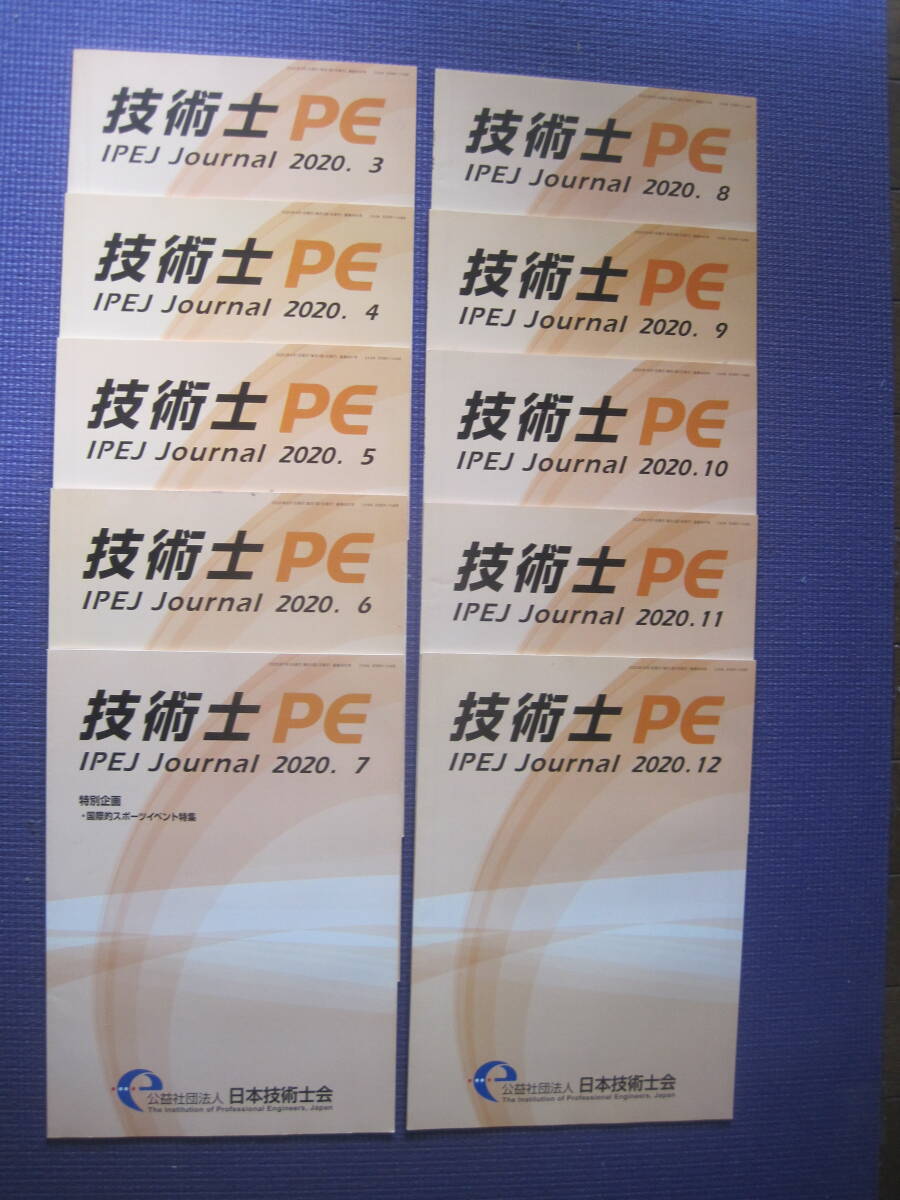 技術士 PE
IPEJ Journal 2020. 3
技術士 PE
IPEJ Journal 2020. 4
技術士 PE
IPEJ Journal 2020. 5
技術士 PE
IPEJ Journal 2020. 6
技術士 PE
IPEJ Journal 2020. 7
特別企画
・国際的スポーツイベント特集
公益社団法人 日本技術士会
The Institution of Professional Engineers, Japan
技術士 PE
IPEJ Journal 2020. 8
技術士 PE
IPEJ Journal 2020. 9
技術士 PE
IPEJ Journal 2020.10
技術士 PE
IPEJ Journal 2020.11
技術士 PE
IPEJ Journal 2020.12
公益社団法人 日本技術士会
The Institution of Professional Engineers, Japan